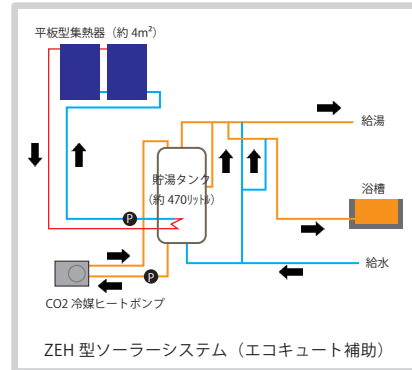 平板型集熱器（約 4m²）
給湯
貯湯タンク
（約 470ﾘｯﾄﾙ）
浴槽
P
給水
P
CO2 冷媒ヒートポンプ
ZEH 型ソーラーシステム（エコキュート補助）